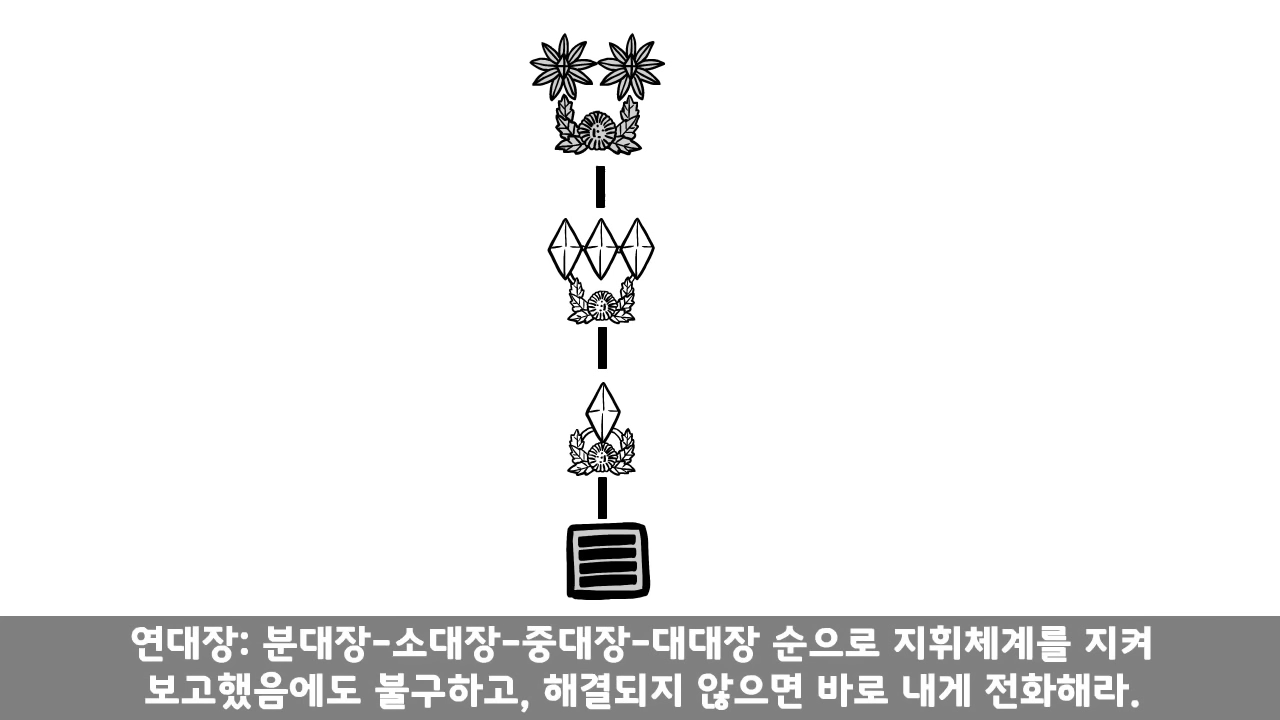 연대장: 분대장-소대장-중대장-대대장 순으로 지휘체계를 지켜
보고했음에도 불구하고, 해결되지 않으면 바로 내게 전화해라.